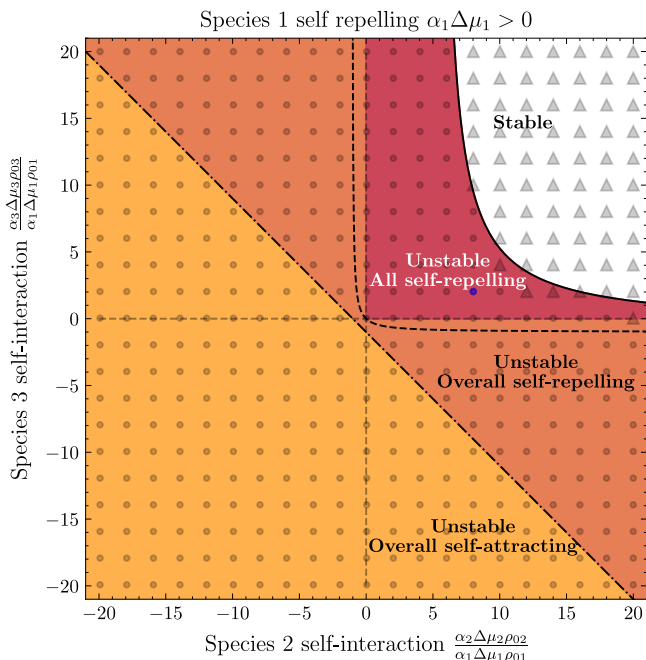 Species 1 self repelling α₁Δμ₁ > 0
20
15
10
5
0
−5
−10
−15
−20
Species 3 self-interaction α₃Δμ₃ρ₀₃/α₁Δμ₁ρ₀₁
Stable
Unstable
All self-repelling
Unstable
Overall self-repelling
Unstable
Overall self-attracting
−20 −15 −10 −5 0 5 10 15 20
Species 2 self-interaction α₂Δμ₂ρ₀₂/α₁Δμ₁ρ₀₁